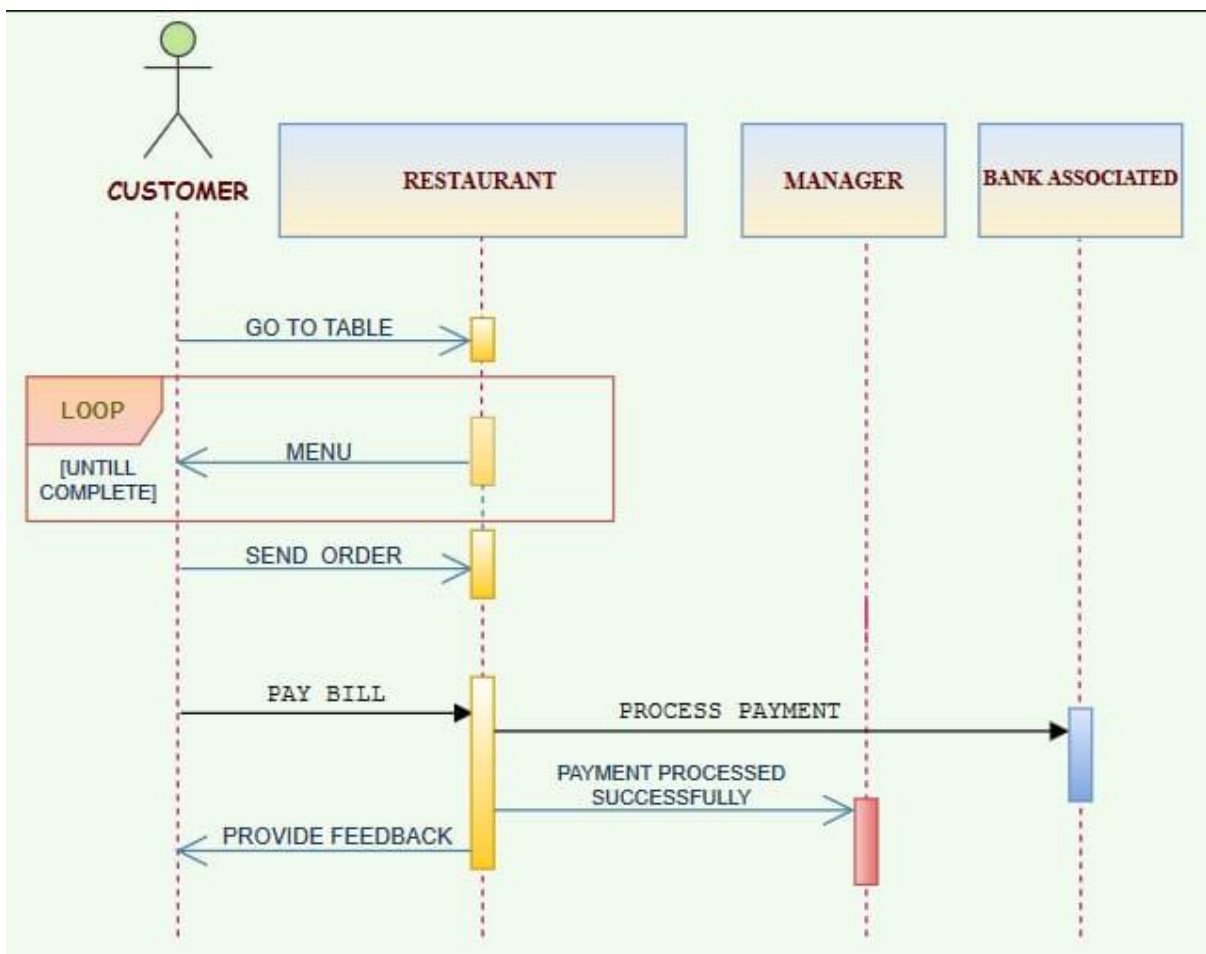 CUSTOMER
RESTAURANT
MANAGER
BANK ASSOCIATED
GO TO TABLE
LOOP
[UNTILL
COMPLETE]
MENU
SEND ORDER
PAY BILL
PROCESS PAYMENT
PAYMENT PROCESSED
SUCCESSFULLY
PROVIDE FEEDBACK